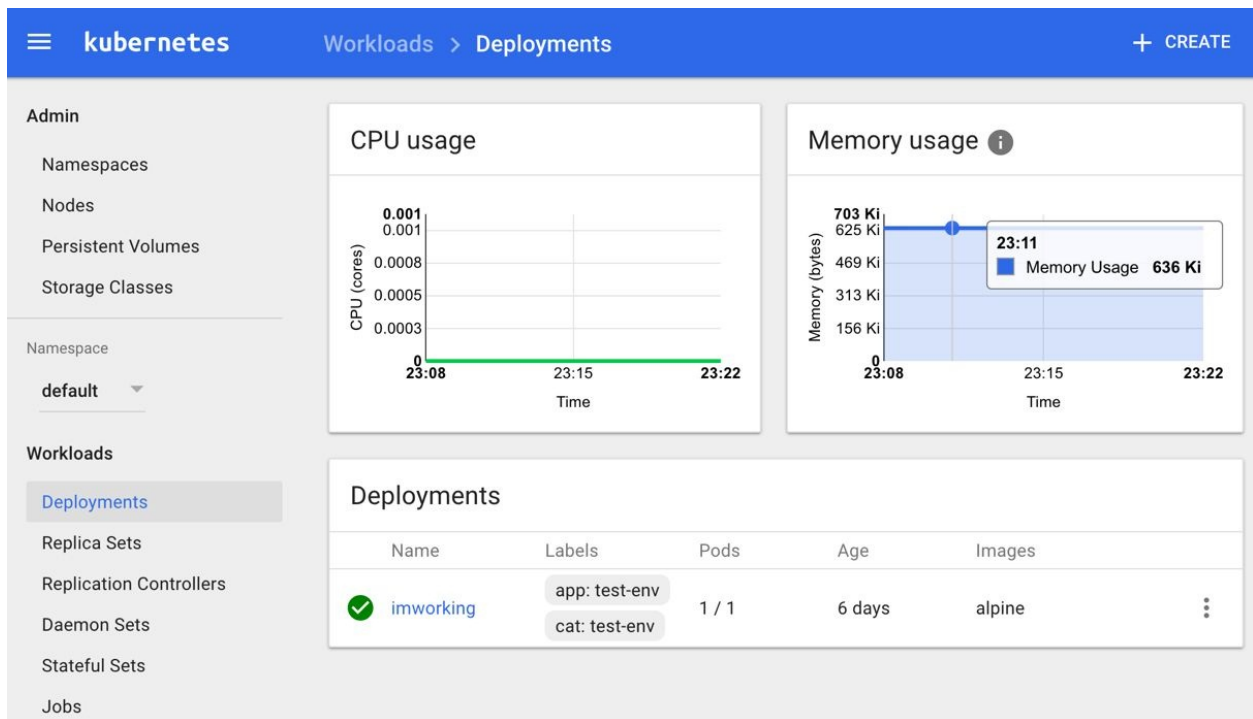 kubernetes
Workloads > Deployments
+ CREATE
Admin
Namespaces
Nodes
Persistent Volumes
Storage Classes
Namespace
default
Workloads
Deployments
Replica Sets
Replication Controllers
Daemon Sets
Stateful Sets
Jobs
CPU usage
CPU (cores)
0.001
0.001
0.0008
0.0005
0.0003
0
23:08 23:15 23:22
Time
Memory usage i
Memory (bytes)
703 Ki
625 Ki
469 Ki
313 Ki
156 Ki
0
23:11
Memory Usage 636 Ki
23:08 23:15 23:22
Time
Deployments
Name Labels Pods Age Images
imworking app: test-env 1 / 1 6 days alpine
cat: test-env